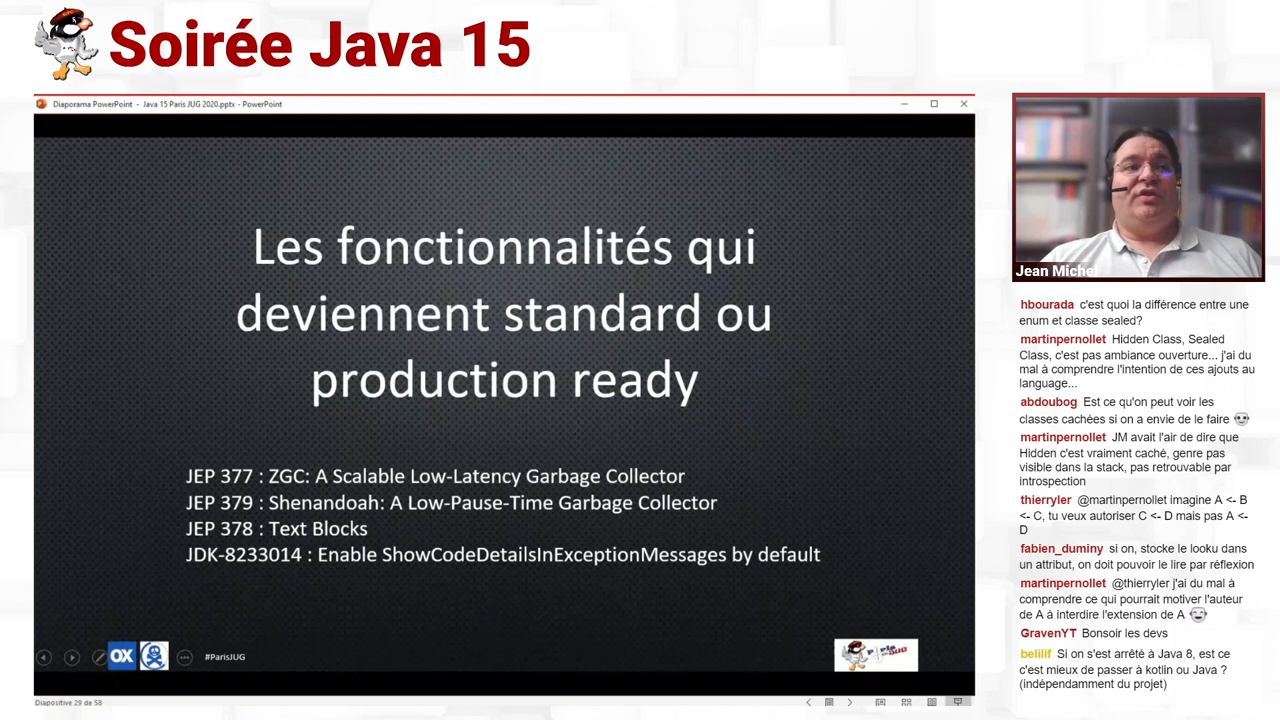 Soirée Java 15
Diaporama PowerPoint - Java 15 Paris JUG 2020.pptx - PowerPoint
Les fonctionnalités qui
deviennent standard ou
production ready
JEP 377 : ZGC: A Scalable Low-Latency Garbage Collector
JEP 379 : Shenandoah: A Low-Pause-Time Garbage Collector
JEP 378 : Text Blocks
JDK-8233014 : Enable ShowCodeDetailsInExceptionMessages by default
OX
#ParisJUG
Diapositive 29 de 58
Jean Michel
hbourada c'est quoi la différence entre une
enum et classe sealed?
martinpernollet Hidden Class, Sealed
Class, c'est pas ambiance ouverture... j'ai du
mal à comprendre l'intention de ces ajouts au
language...
abdoubog Est ce qu'on peut voir les
classes cachées si on a envie de le faire
martinpernollet JM avait l'air de dire que
Hidden c'est vraiment caché, genre pas
visible dans la stack, pas retrouvable par
introspection
thierryler @martinpernollet imagine A <- B
<- C, tu veux autoriser C <- D mais pas A <-
D
fabien_duminy si on, stocke le looku dans
un attribut, on doit pouvoir le lire par réflexion
martinpernollet @thierryler j'ai du mal à
comprendre ce qui pourrait motiver l'auteur
de A à interdire l'extension de A
GravenYT Bonsoir les devs
belilif Si on s'est arrêté à Java 8, est ce
c'est mieux de passer à kotlin ou Java ?
(indépendamment du projet)